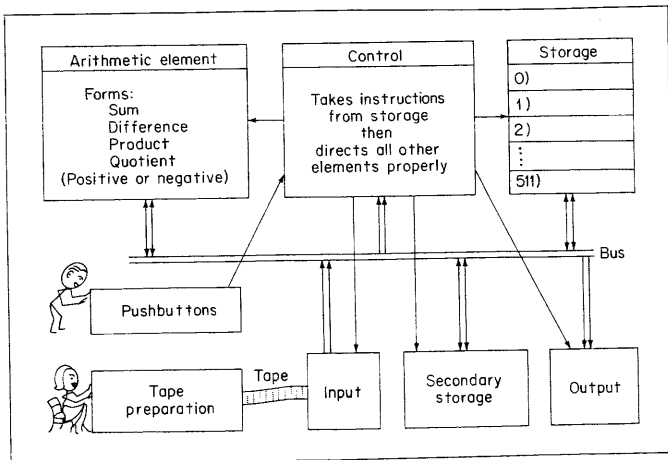 Arithmetic element
Forms:
Sum
Difference
Product
Quotient
(Positive or negative)
Control
Takes instructions
from storage
then
directs all other
elements properly
Storage
0)
1)
2)
⋮
511)
Bus
Pushbuttons
Tape
preparation
Tape
Input
Secondary
storage
Output